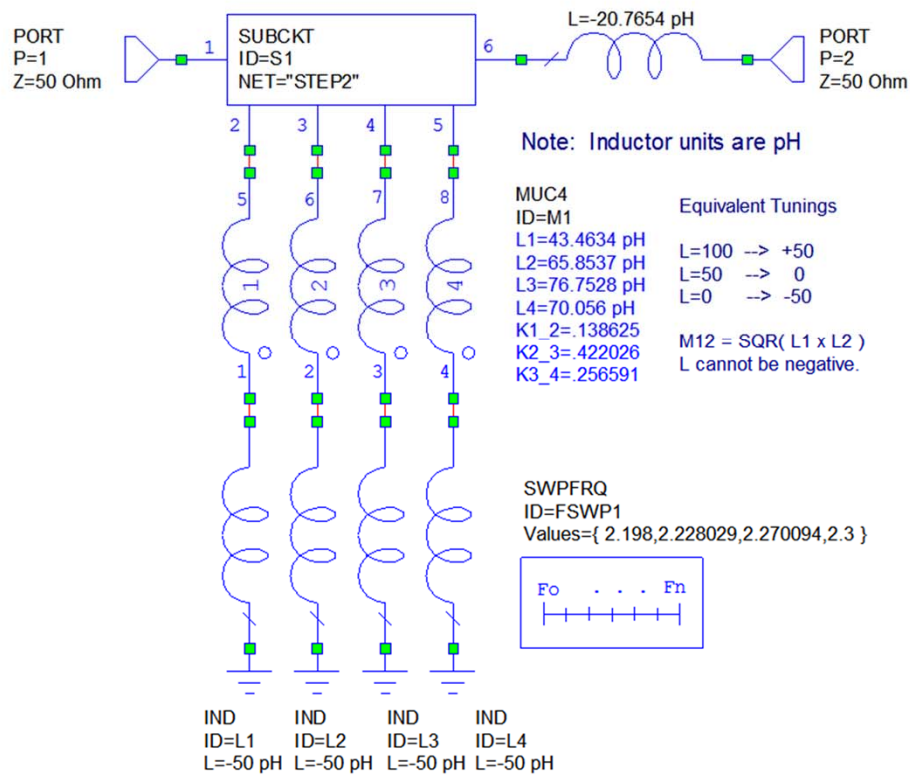 L=-20.7654 pH
PORT
P=1
Z=50 Ohm
1
SUBCKT
ID=S1
NET="STEP2"
6
PORT
P=2
Z=50 Ohm
2 3 4 5
Note: Inductor units are pH
5 6 7 8
MUC4
ID=M1
L1=43.4634 pH
L2=65.8537 pH
L3=76.7528 pH
L4=70.056 pH
K1_2=.138625
K2_3=.422026
K3_4=.256591
Equivalent Tunings
L=100 --> +50
L=50 --> 0
L=0 --> -50
M12 = SQR( L1 x L2 )
L cannot be negative.
1 2 3 4
1 2 3 4
SWPFRQ
ID=FSWP1
Values={ 2.198,2.228029,2.270094,2.3 }
Fo . . . Fn
IND
ID=L1
L=-50 pH
IND
ID=L2
L=-50 pH
IND
ID=L3
L=-50 pH
IND
ID=L4
L=-50 pH